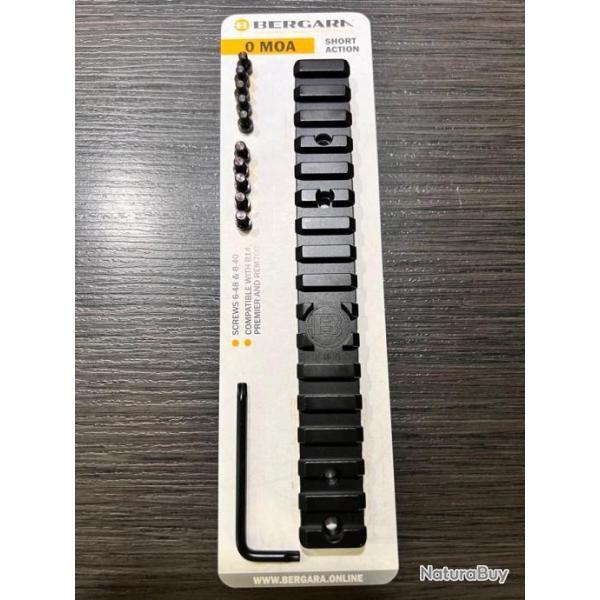 BERGARA
0 MOA
SHORT
ACTION
SCREWS 6-48 & 8-40
COMPATIBLE WITH B14,
PREMIER AND REM700
WWW.BERGARA.ONLINE
NaturaBuy